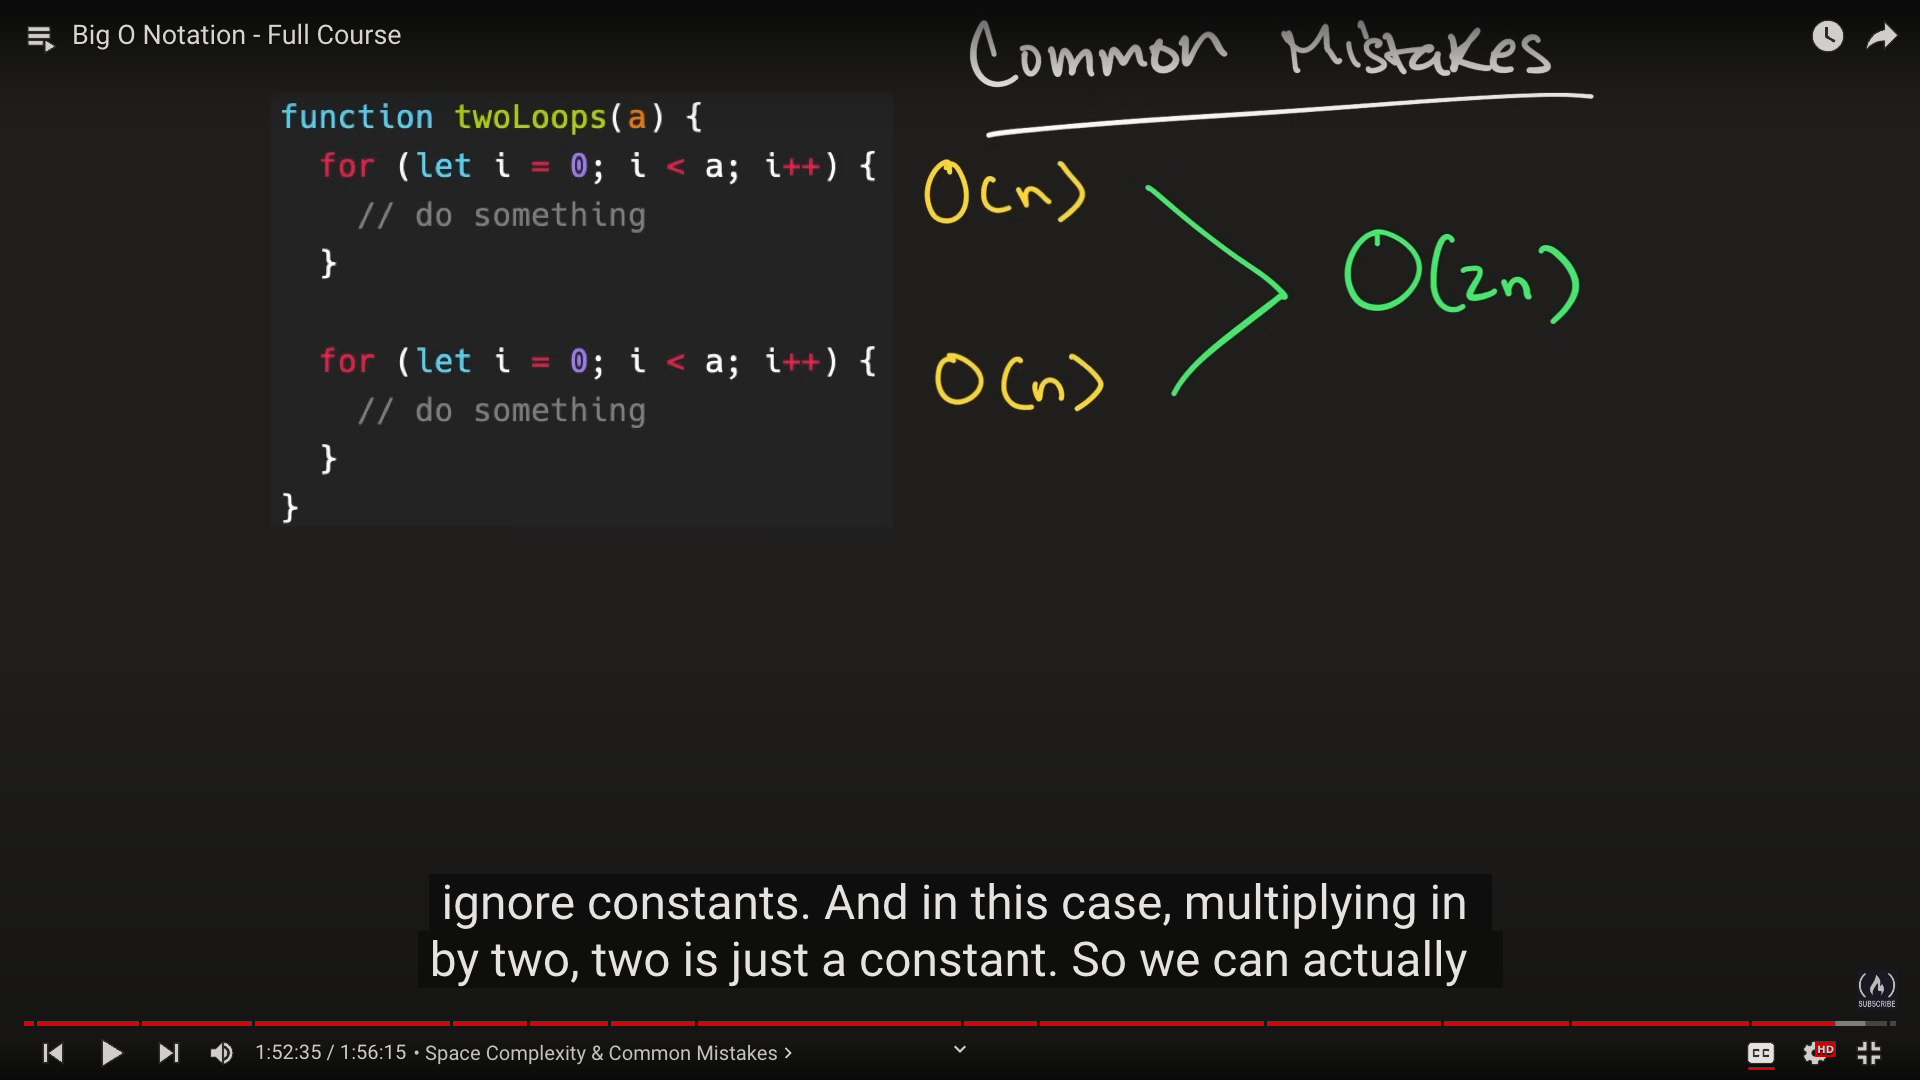 Big O Notation - Full Course
Common Mistakes
function twoLoops(a) {
for (let i = 0; i < a; i++) {
// do something
}
for (let i = 0; i < a; i++) {
// do something
}
}
O(n)
O(n)
O(2n)
ignore constants. And in this case, multiplying in
by two, two is just a constant. So we can actually
SUBSCRIBE
1:52:35 / 1:56:15 • Space Complexity & Common Mistakes >
CC
HD